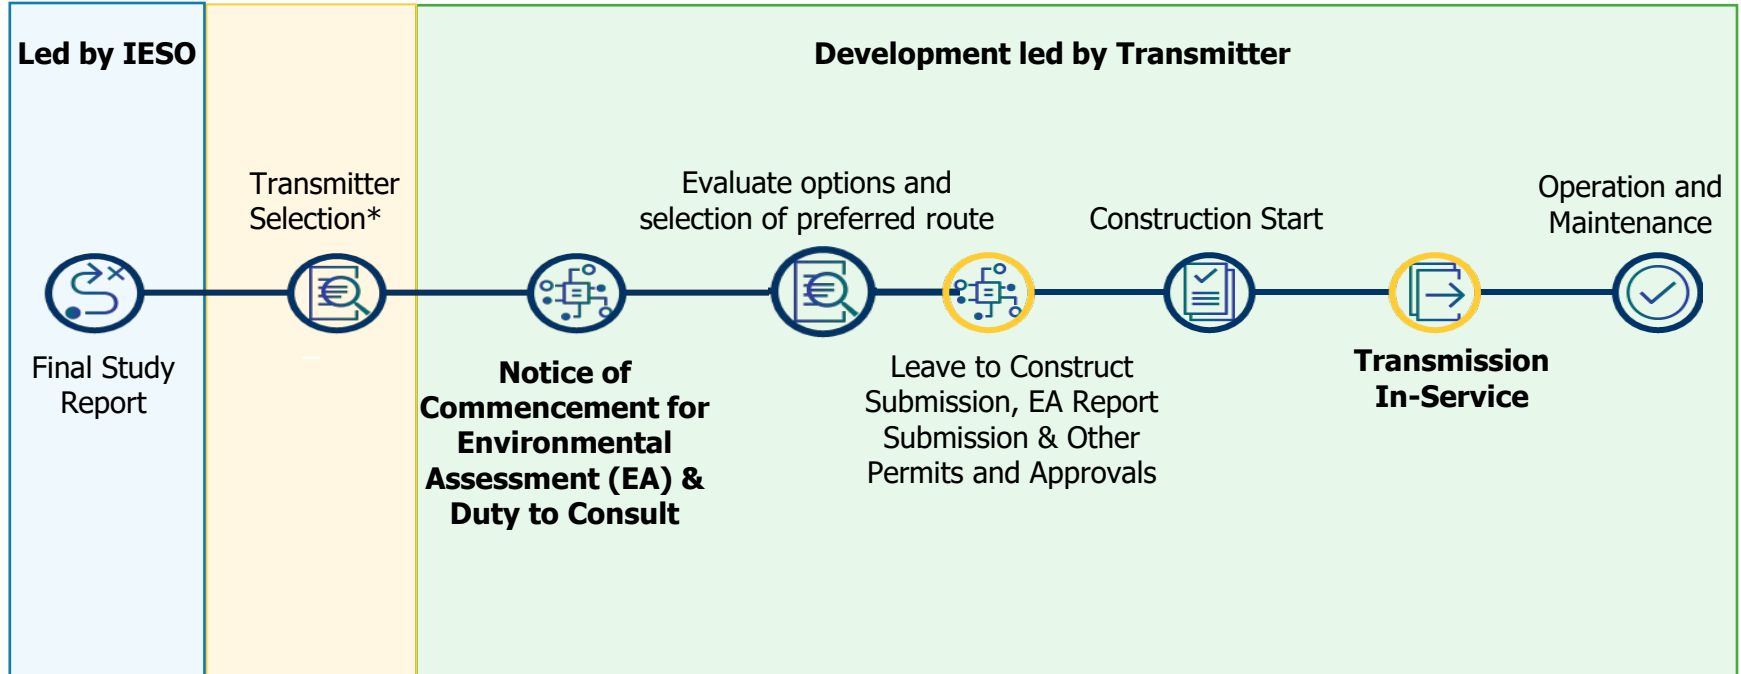 Led by IESO
Development led by Transmitter
Final Study
Report
Transmitter
Selection*
Notice of
Commencement for
Environmental
Assessment (EA) &
Duty to Consult
Evaluate options and
selection of preferred route
Leave to Construct
Submission, EA Report
Submission & Other
Permits and Approvals
Construction Start
Transmission
In-Service
Operation and
Maintenance